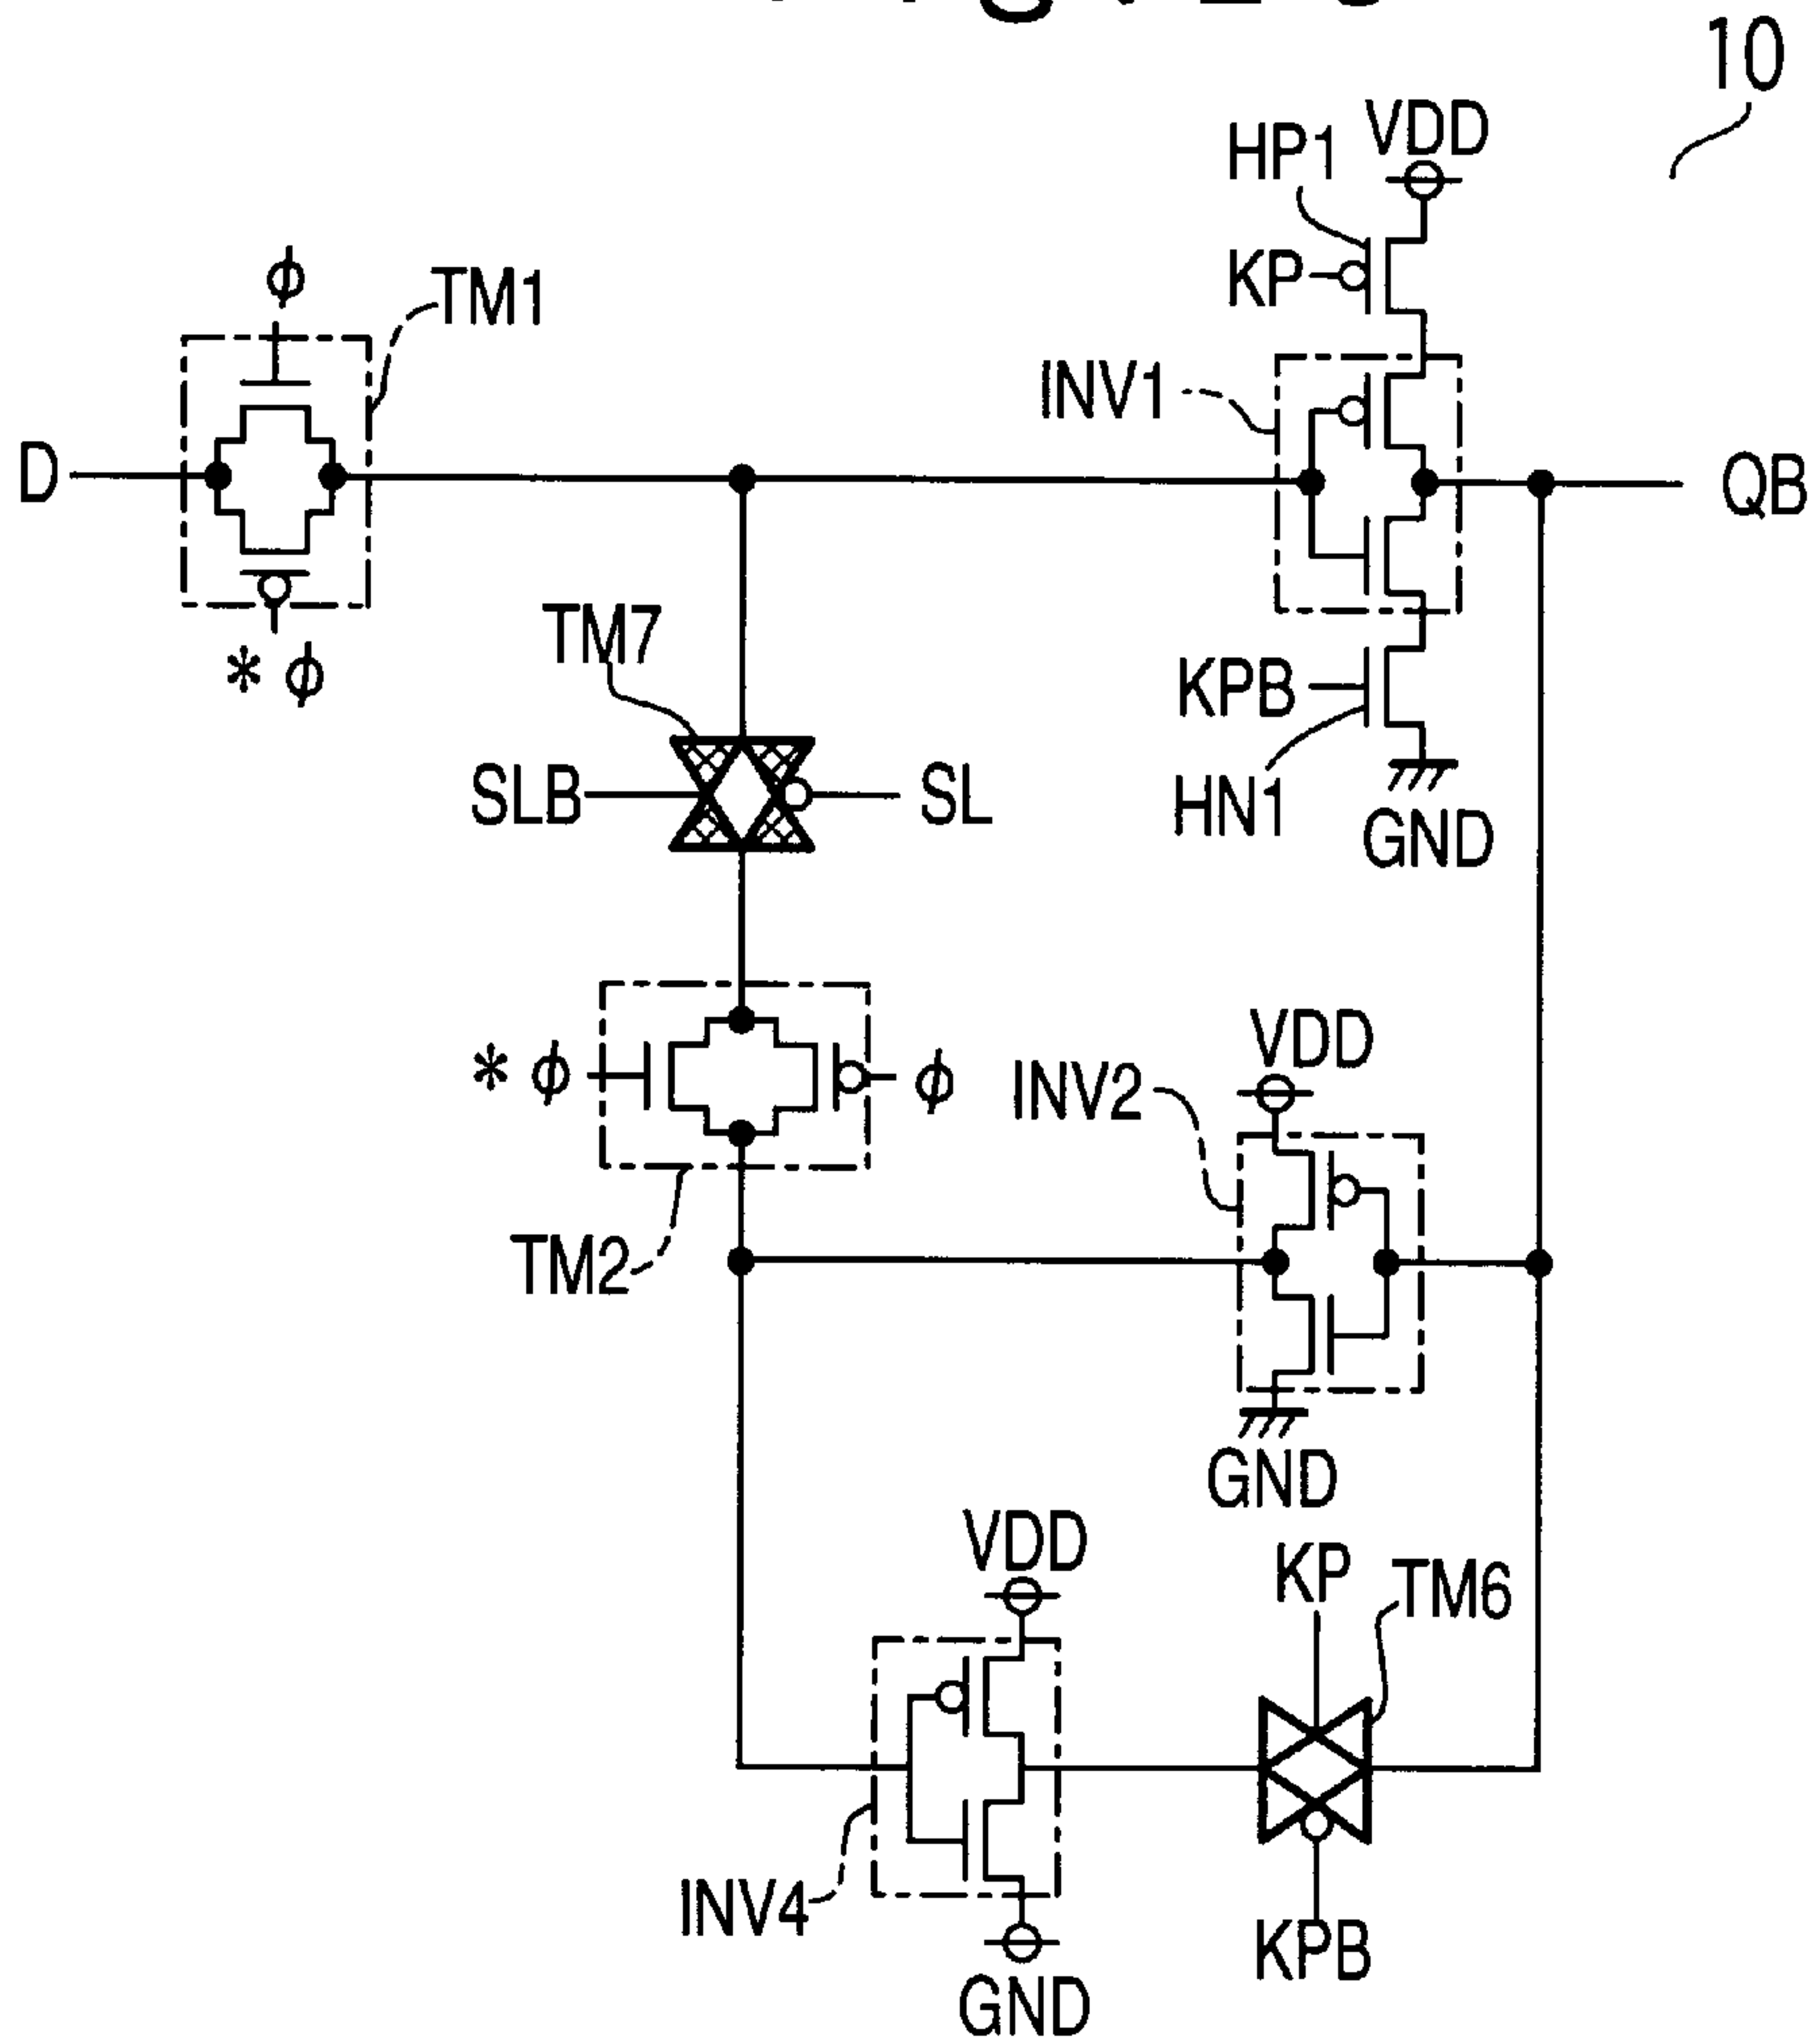 10
HP1 VDD
KP
ϕ TM1
INV1
D
QB
TM7
* ϕ
KPB
SLB SL
HN1
GND
* ϕ ϕ
VDD
INV2
TM2
GND
VDD
KP TM6
INV4
KPB
GND